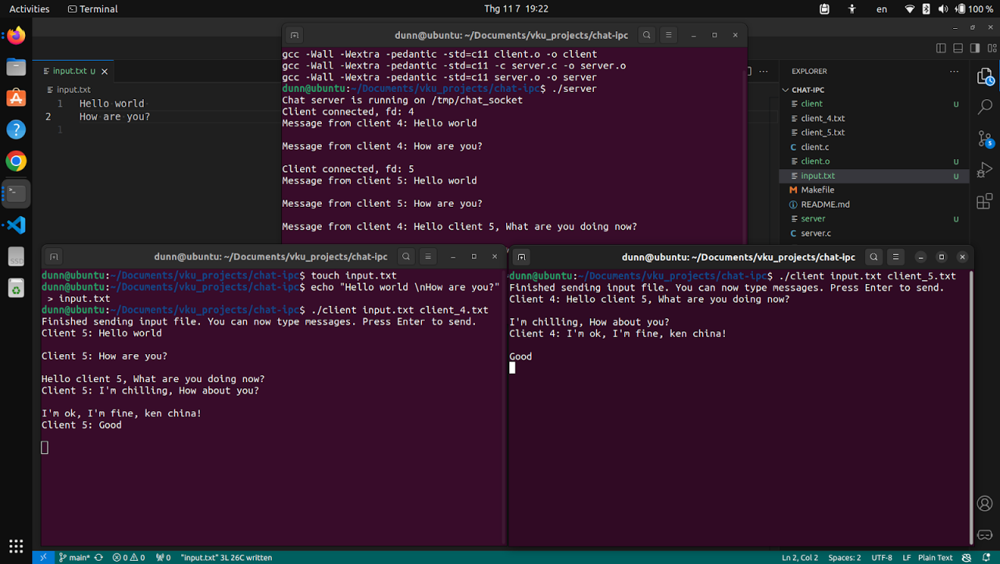 Activities
Terminal
Thg 11 7 19:22
en
100 %
dunn@ubuntu: ~/Documents/vku_projects/chat-ipc
gcc -Wall -Wextra -pedantic -std=c11 client.o -o client
gcc -Wall -Wextra -pedantic -std=c11 -c server.c -o server.o
gcc -Wall -Wextra -pedantic -std=c11 server.o -o server
dunn@ubuntu:~/Documents/vku_projects/chat-ipc$ ./server
Chat server is running on /tmp/chat_socket
Client connected, fd: 4
Message from client 4: Hello world
Message from client 4: How are you?
Client connected, fd: 5
Message from client 5: Hello world
Message from client 5: How are you?
Message from client 4: Hello client 5, What are you doing now?
input.txt U
input.txt
1 Hello world
2 How are you?
1
EXPLORER
CHAT-IPC
client U
client_4.txt
client_5.txt
C client.c
client.o U
input.txt U
M Makefile
README.md
server U
C server.c
5
SSD
dunn@ubuntu: ~/Documents/vku_projects/chat-ipc
dunn@ubuntu:~/Documents/vku_projects/chat-ipc$ touch input.txt
dunn@ubuntu:~/Documents/vku_projects/chat-ipc$ echo "Hello world \nHow are you?"
> input.txt
dunn@ubuntu:~/Documents/vku_projects/chat-ipc$ ./client input.txt client_4.txt
Finished sending input file. You can now type messages. Press Enter to send.
Client 5: Hello world
Client 5: How are you?
Hello client 5, What are you doing now?
Client 5: I'm chilling, How about you?
I'm ok, I'm fine, ken china!
Client 5: Good
dunn@ubuntu: ~/Documents/vku_projects/chat-ipc
dunn@ubuntu:~/Documents/vku_projects/chat-ipc$ ./client input.txt client_5.txt
Finished sending input file. You can now type messages. Press Enter to send.
Client 4: Hello client 5, What are you doing now?
I'm chilling, How about you?
Client 4: I'm ok, I'm fine, ken china!
Good
main*
0 0
0
"input.txt" 3L 26C written
Ln 2, Col 2
Spaces: 2
UTF-8
LF
Plain Text